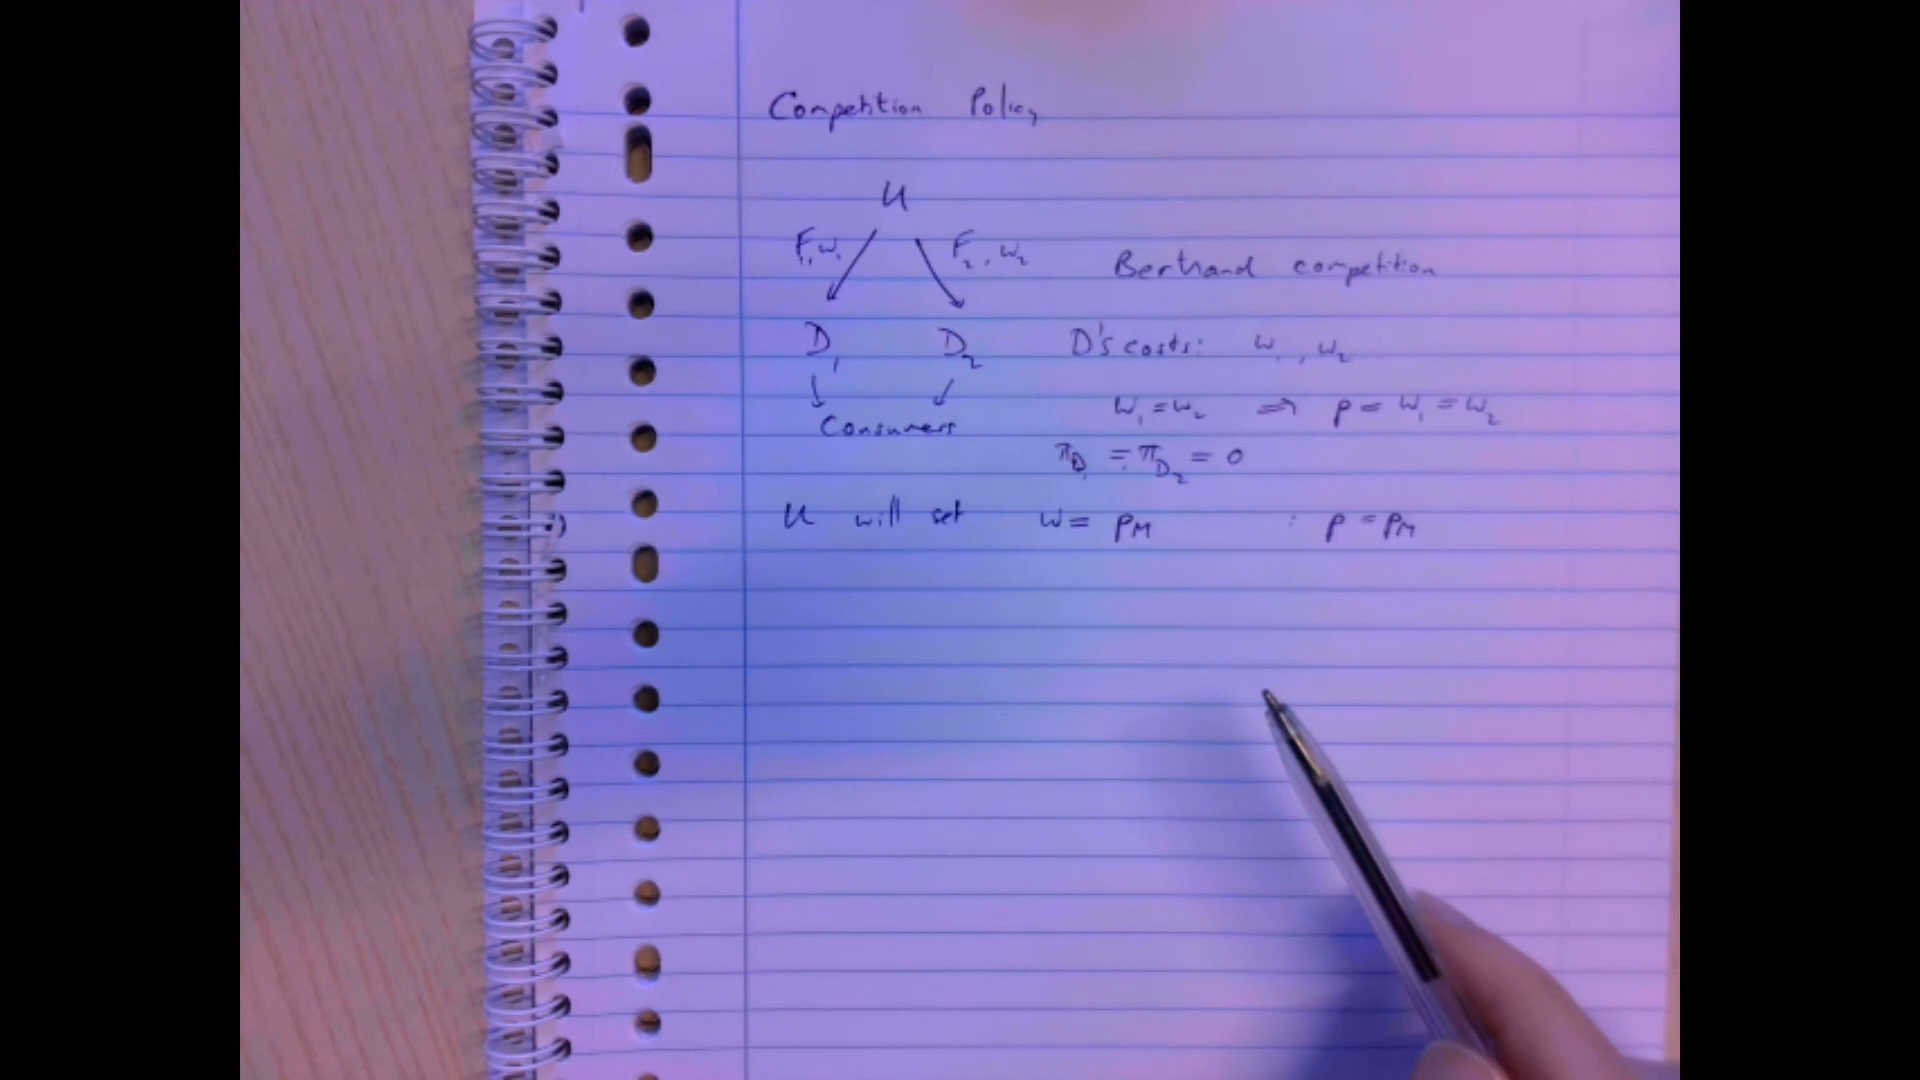 Competition Policy
U
F₁, w₁ F₂, w₂ Bertrand competition
D₁ D₂ D's costs: w₁, w₂
w₁ = w₂ ⇒ p = w₁ = w₂
Consumers
π_D₁ = π_D₂ = 0
U will set w = p_M : p = p_M